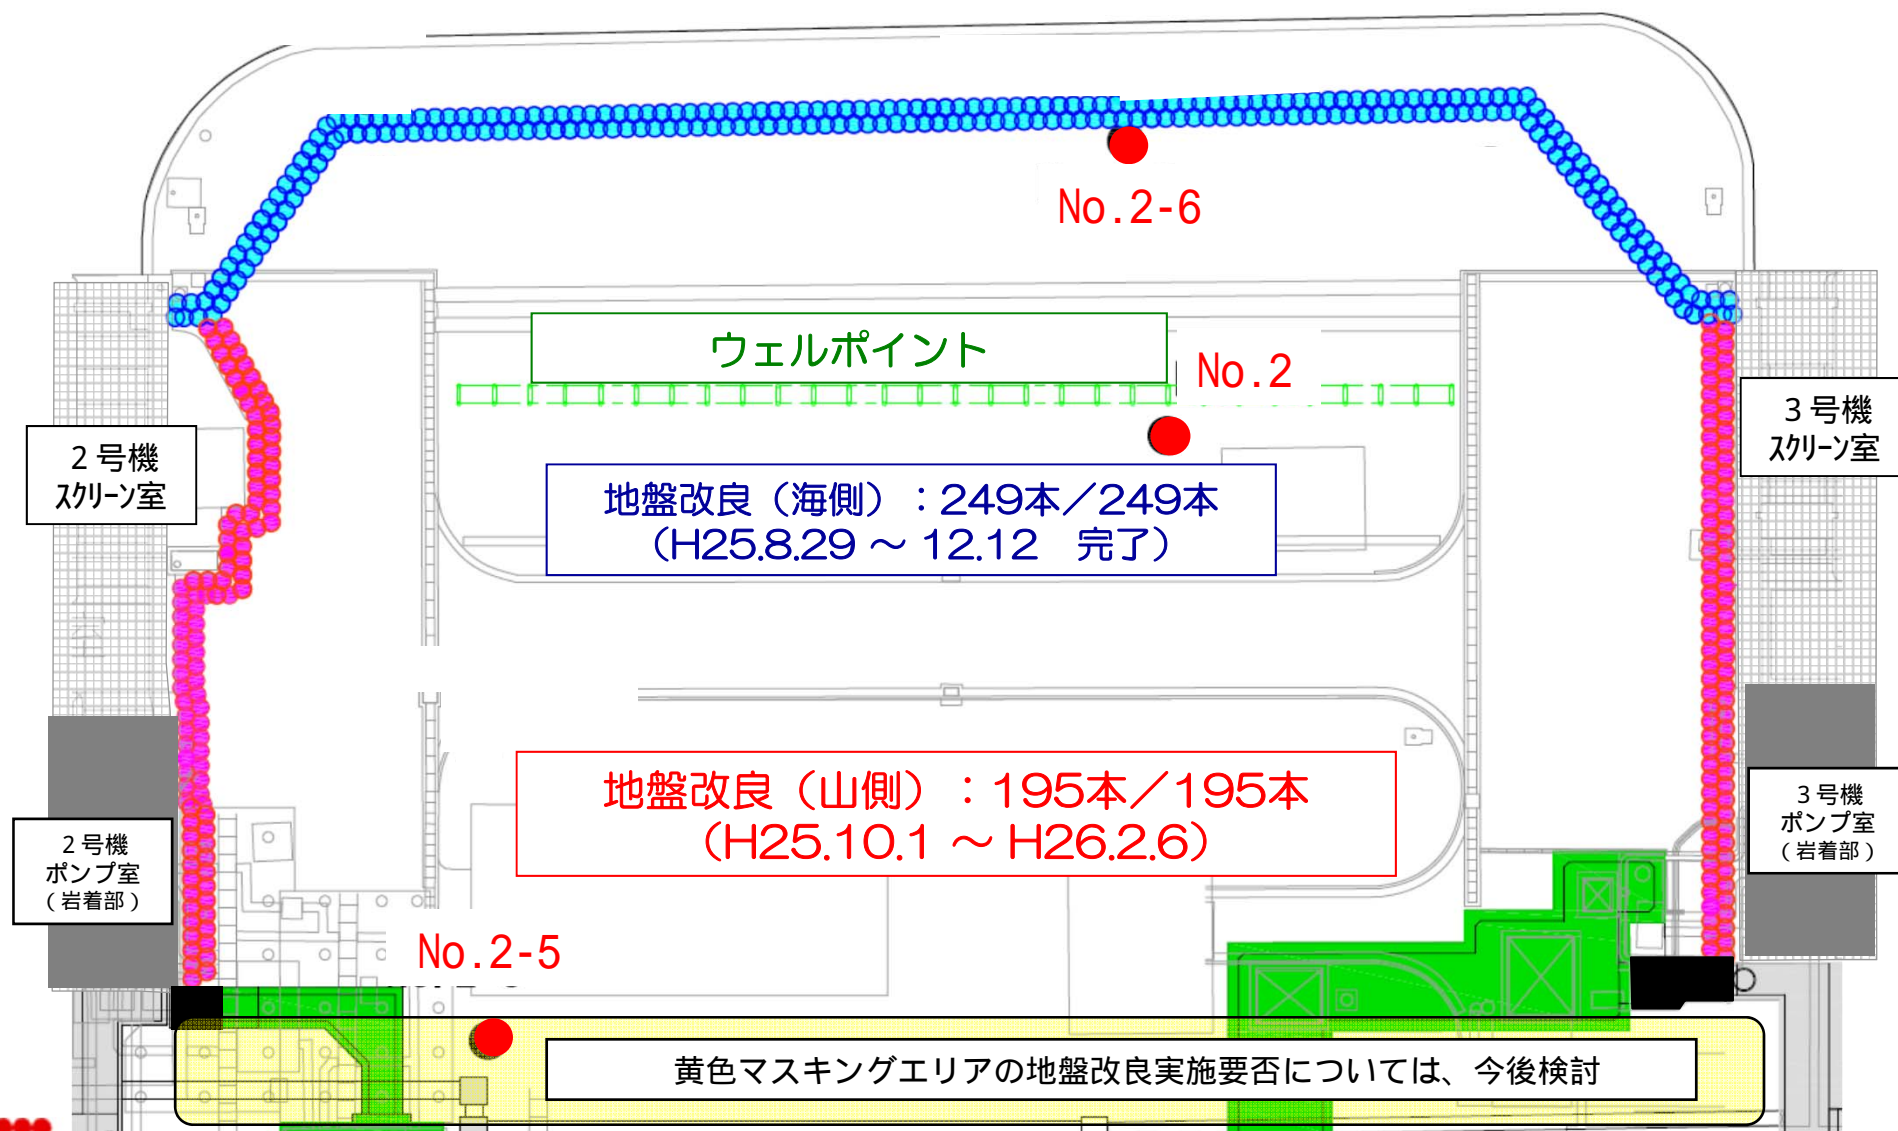 No.2-6
ウェルポイント
No.2
2号機
スクリーン室
3号機
スクリーン室
地盤改良（海側）：249本／249本
（H25.8.29 ～ 12.12　完了）
地盤改良（山側）：195本／195本
（H25.10.1 ～ H26.2.6）
2号機
ポンプ室
（岩着部）
3号機
ポンプ室
（岩着部）
No.2-5
黄色マスキングエリアの地盤改良実施要否については、今後検討